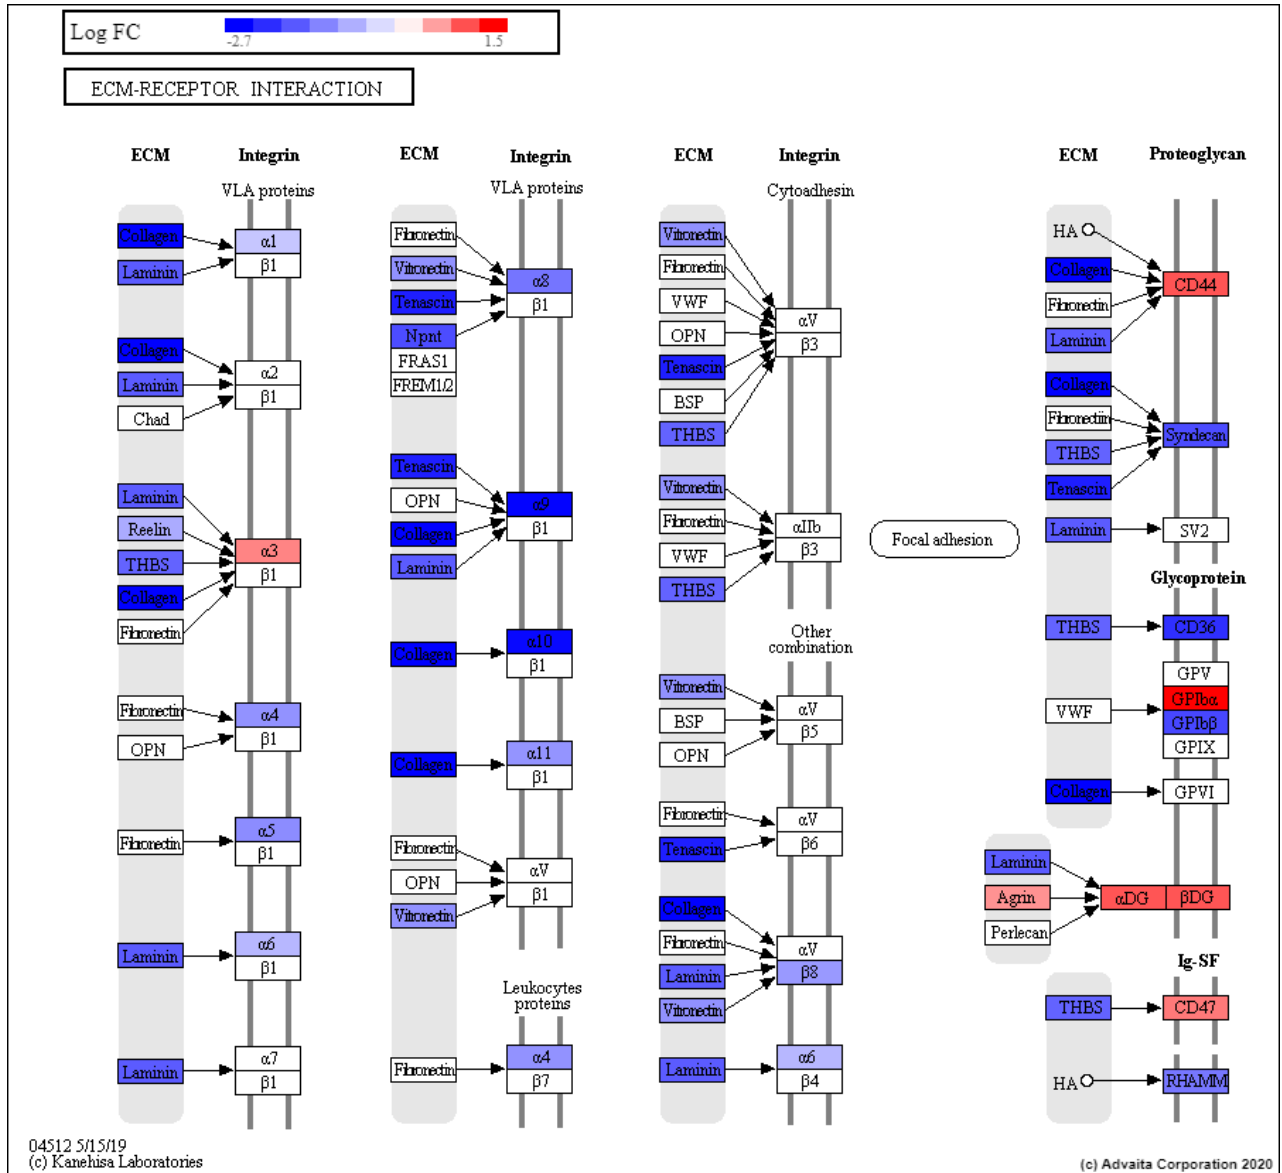 Log FC
-2.7 1.5
ECM-RECEPTOR INTERACTION
ECM Integrin
VLA proteins
Collagen
Laminin
α1
β1
Collagen
Laminin
Chad
α2
β1
Laminin
Reelin
THBS
Collagen
Fibronectin
α3
β1
Fibronectin
OPN
α4
β1
Fibronectin
α5
β1
Laminin
α6
β1
Laminin
α7
β1
ECM Integrin
VLA proteins
Fibronectin
Vitronectin
Tenascin
Npnt
FRAS1
FREM1/2
α8
β1
Tenascin
OPN
Collagen
Laminin
α9
β1
Collagen
α10
β1
Collagen
α11
β1
Fibronectin
OPN
Vitronectin
αV
β1
Leukocytes
proteins
Fibronectin
α4
β7
ECM Integrin
Cytoadhesin
Vitronectin
Fibronectin
VWF
OPN
Tenascin
BSP
THBS
αV
β3
Vitronectin
Fibronectin
VWF
THBS
αIIb
β3
Other
combination
Vitronectin
BSP
OPN
αV
β5
Fibronectin
Tenascin
αV
β6
Collagen
Fibronectin
Laminin
Vitronectin
αV
β8
Laminin
α6
β4
Focal adhesion
ECM Proteoglycan
HA
Collagen
Fibronectin
Laminin
CD44
Collagen
Fibronectin
THBS
Tenascin
Syndecan
Laminin
SV2
Glycoprotein
THBS
CD36
VWF
GPV
GPIbα
GPIbβ
GPIX
Collagen
GPVI
Laminin
Agrin
Perlecan
αDG βDG
Ig-SF
THBS
CD47
HA
RHAMM
04512 5/15/19
(c) Kanehisa Laboratories
(c) Advaita Corporation 2020